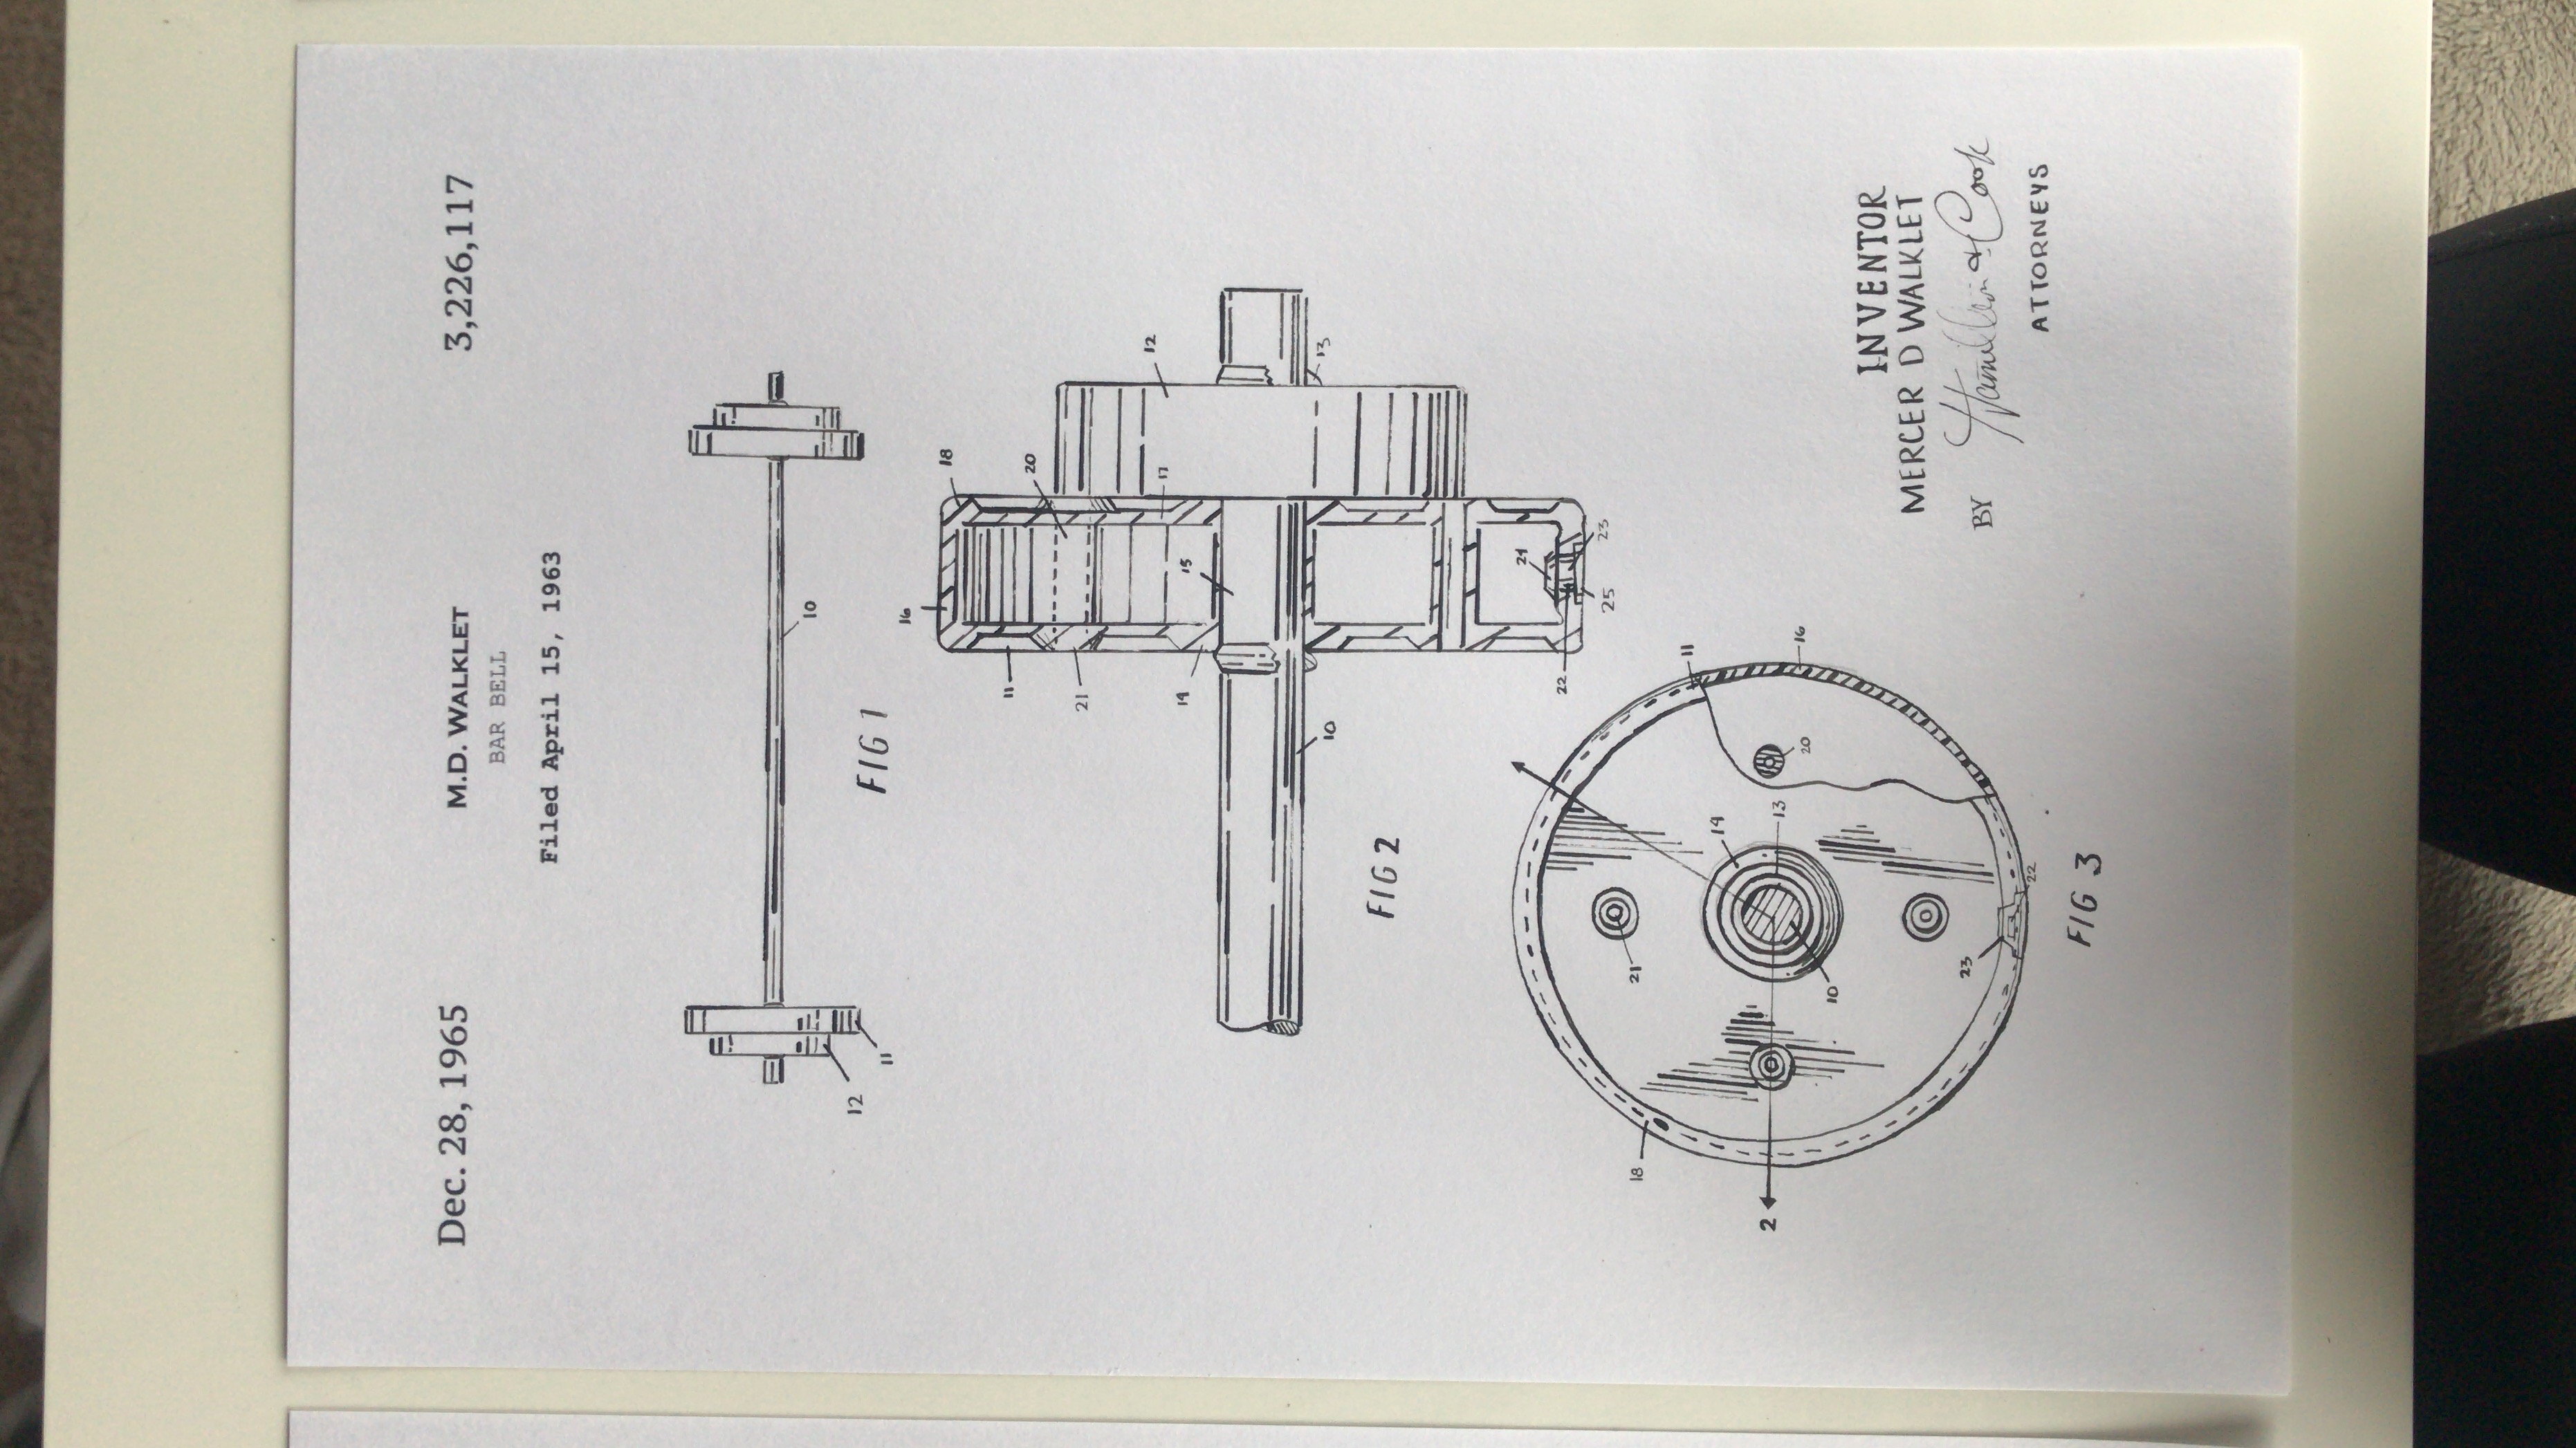 Dec. 28, 1965
M.D. WALKLET
3,226,117
BAR BELL
Filed April 15, 1963
10
12
11
FIG 1
16
18
11
20
21
12
17
14
15
10
13
FIG 2
24
22
25
23
21
18
11
14
2
13
20
16
10
23
22
FIG 3
INVENTOR
MERCER D WALKLET
BY Hamilton & Cook
ATTORNEYS